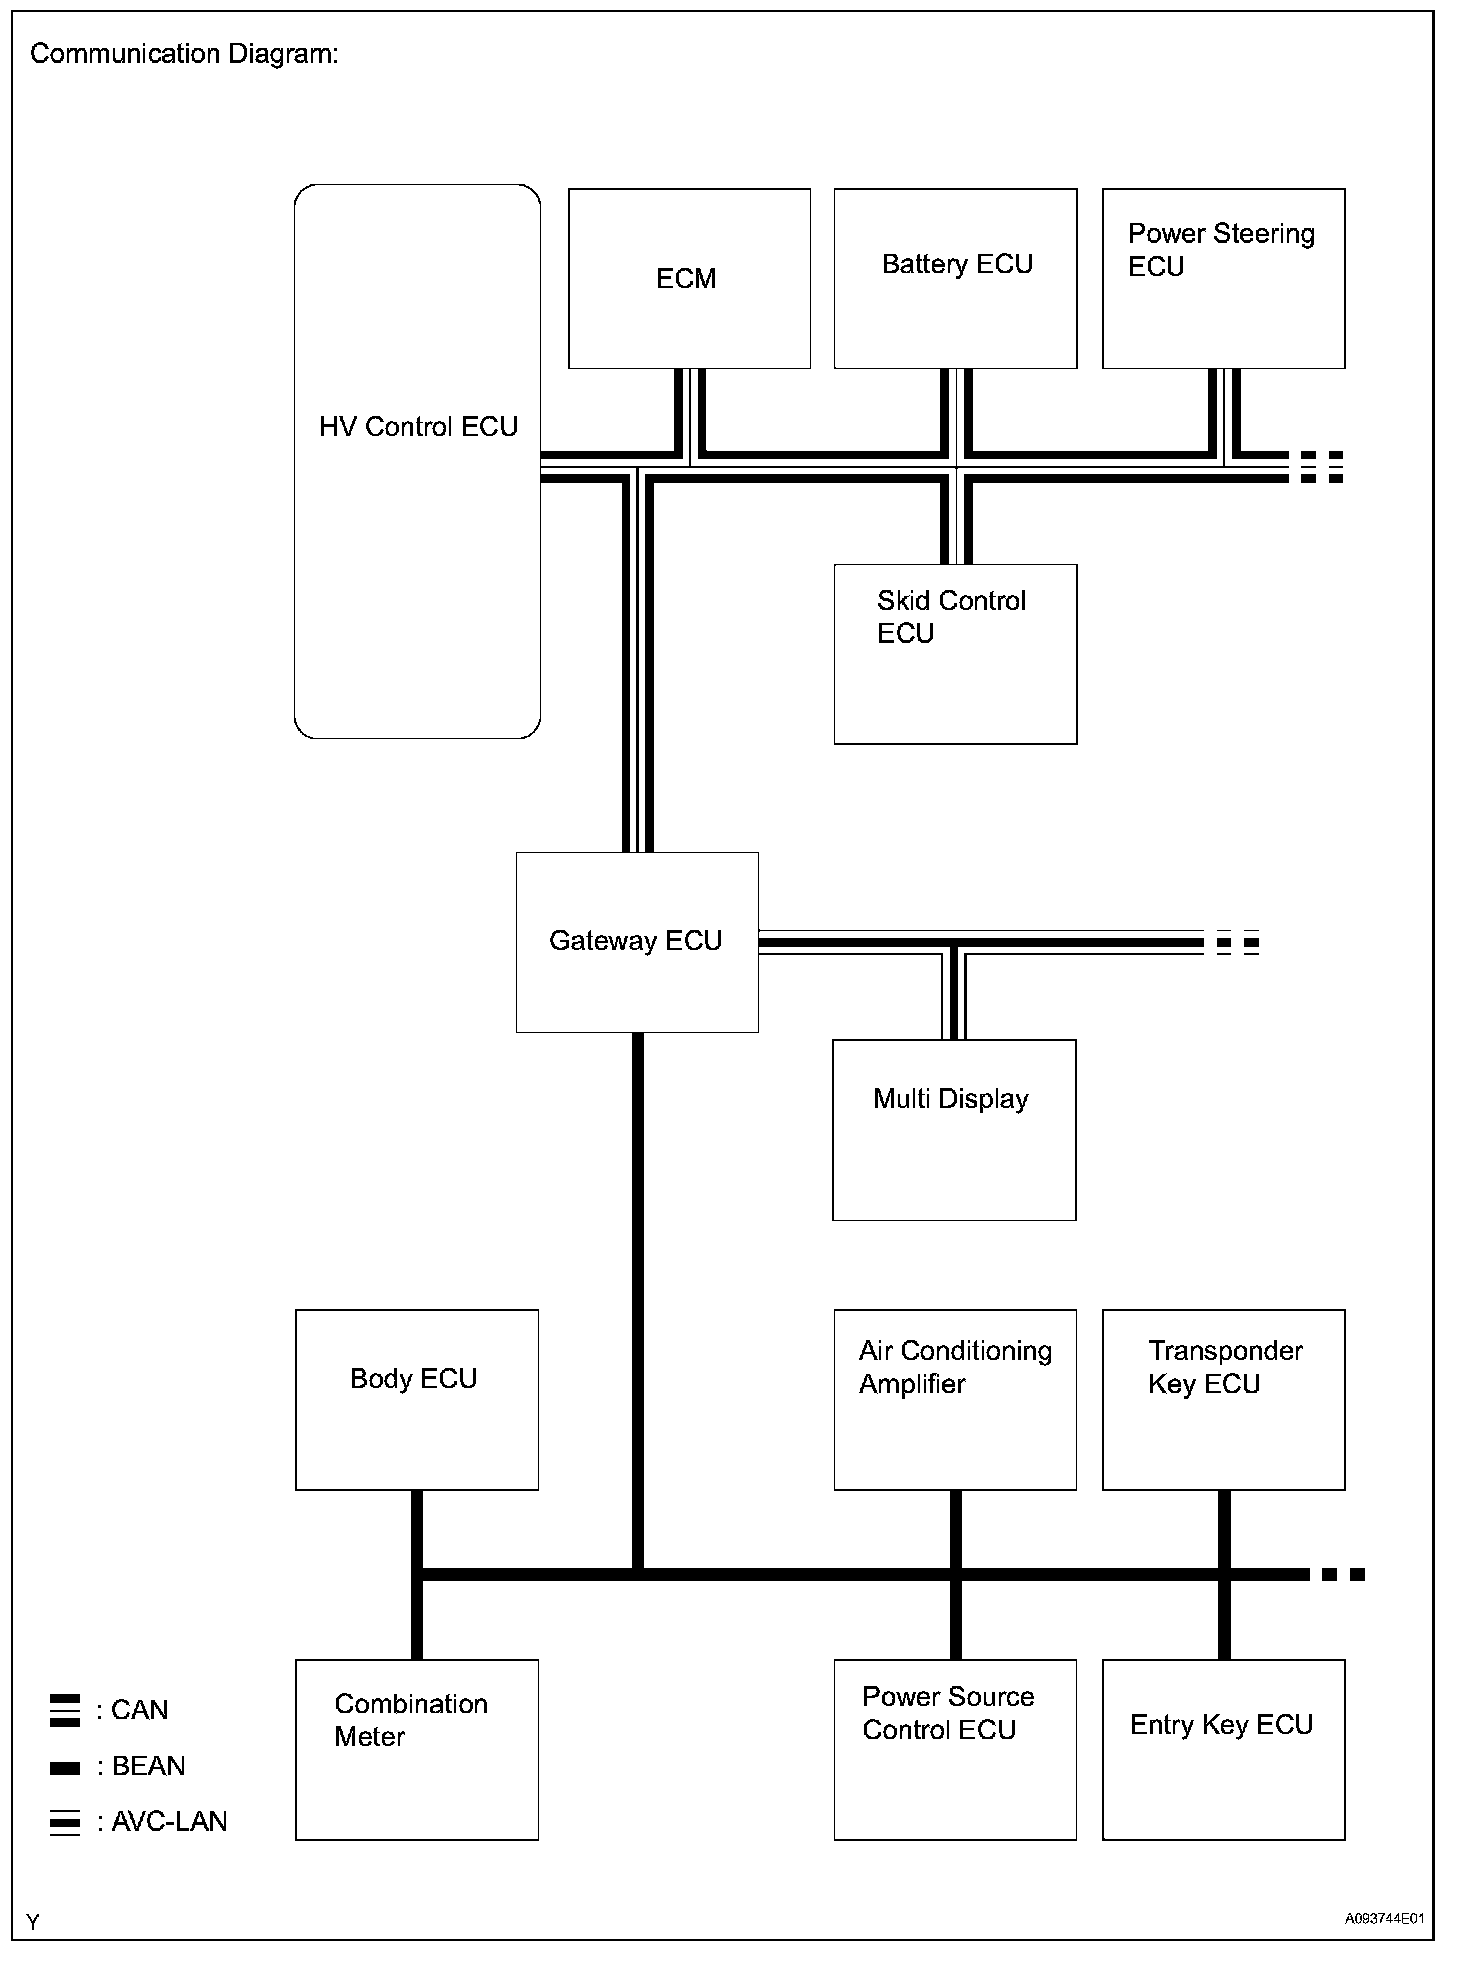 Communication Diagram:
HV Control ECU
ECM
Battery ECU
Power Steering
ECU
Skid Control
ECU
Gateway ECU
Multi Display
Body ECU
Air Conditioning
Amplifier
Transponder
Key ECU
Combination
Meter
Power Source
Control ECU
Entry Key ECU
: CAN
: BEAN
: AVC-LAN
Y
A093744E01